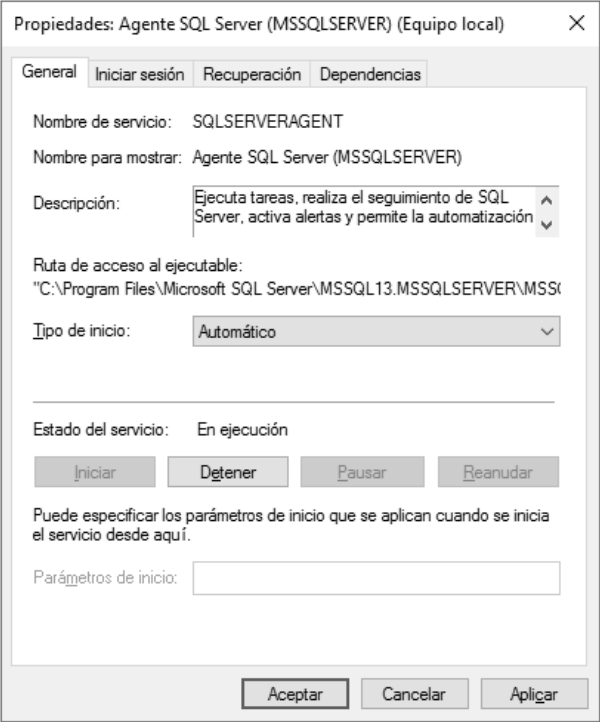 Propiedades: Agente SQL Server (MSSQLSERVER) (Equipo local)
General Iniciar sesión Recuperación Dependencias
Nombre de servicio: SQLSERVERAGENT
Nombre para mostrar: Agente SQL Server (MSSQLSERVER)
Descripción: Ejecuta tareas, realiza el seguimiento de SQL
Server, activa alertas y permite la automatización
Ruta de acceso al ejecutable:
"C:\Program Files\Microsoft SQL Server\MSSQL13.MSSQLSERVER\MSSQ
Tipo de inicio: Automático
Estado del servicio: En ejecución
Iniciar Detener Pausar Reanudar
Puede especificar los parámetros de inicio que se aplican cuando se inicia
el servicio desde aquí.
Parámetros de inicio:
Aceptar Cancelar Aplicar